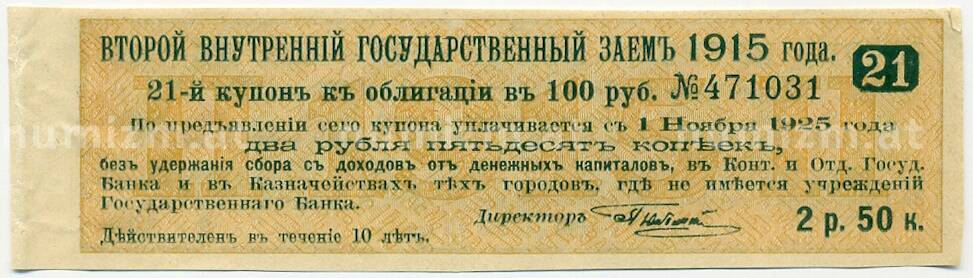 ВТОРОЙ ВНУТРЕННІЙ ГОСУДАРСТВЕННЫЙ ЗАЕМЪ 1915 года.
21
21-й купонъ къ облигаціи въ 100 руб. №471031
По предъявленіи сего купона уплачивается съ 1 Ноября 1925 года
два рубля пятьдесятъ копѣекъ,
безъ удержанія сбора съ доходовъ отъ денежныхъ капиталовъ, въ Конт. и Отд. Госуд.
Банка и въ Казначействахъ тѣхъ городовъ, гдѣ не имѣется учрежденій
Государственнаго Банка.
Директоръ
2 р. 50 к.
Дѣйствителенъ въ теченіе 10 лѣтъ.